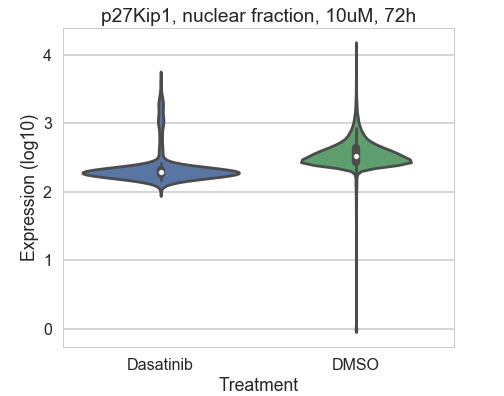 p27Kip1, nuclear fraction, 10uM, 72h
Expression (log10)
4
3
2
1
0
Dasatinib
DMSO
Treatment